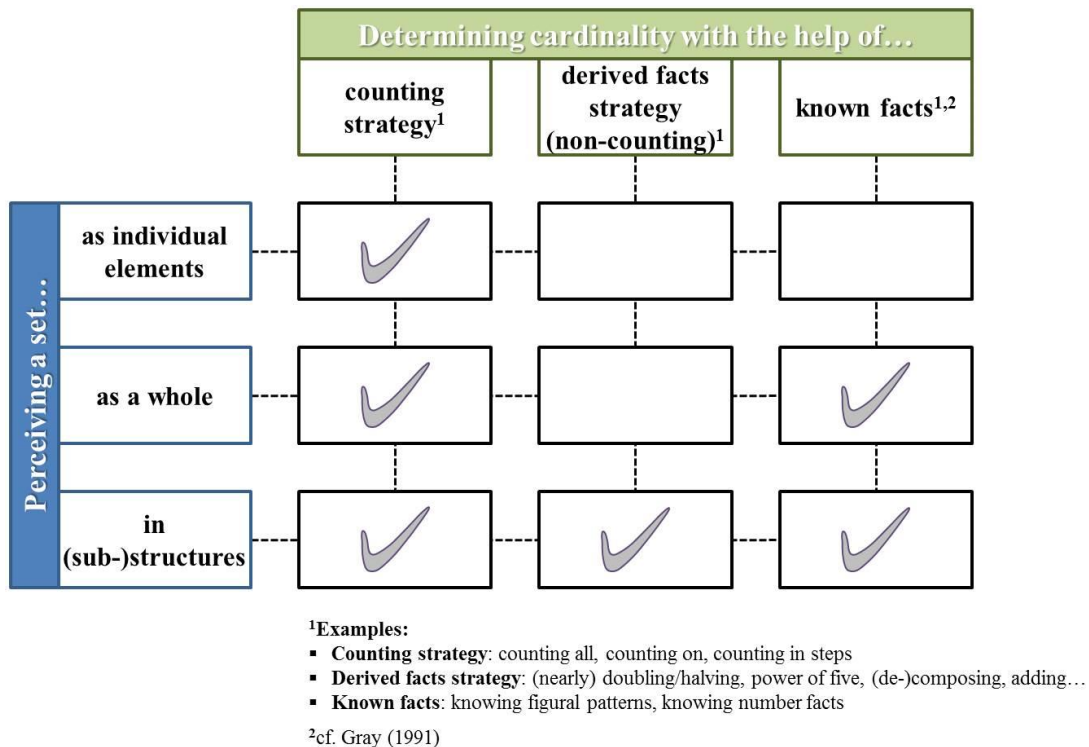 Determining cardinality with the help of…
counting
strategy¹
derived facts
strategy
(non-counting)¹
known facts¹,²
Perceiving a set…
as individual
elements
as a whole
in
(sub-)structures
¹Examples:
▪ Counting strategy: counting all, counting on, counting in steps
▪ Derived facts strategy: (nearly) doubling/halving, power of five, (de-)composing, adding…
▪ Known facts: knowing figural patterns, knowing number facts
²cf. Gray (1991)